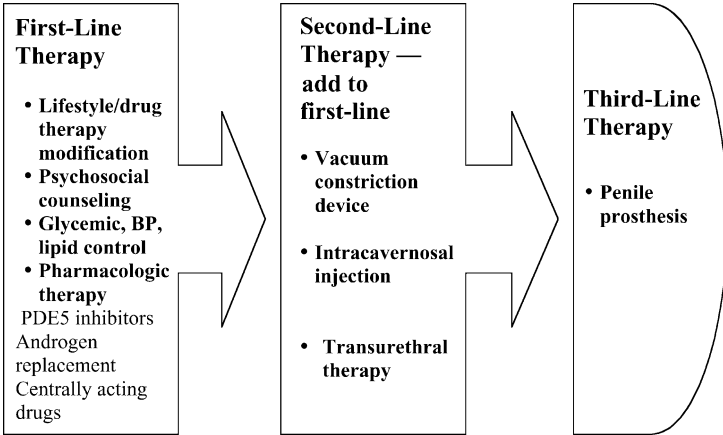 First-Line
Therapy
• Lifestyle/drug
therapy
modification
• Psychosocial
counseling
• Glycemic, BP,
lipid control
• Pharmacologic
therapy
PDE5 inhibitors
Androgen
replacement
Centrally acting
drugs
Second-Line
Therapy —
add to
first-line
• Vacuum
constriction
device
• Intracavernosal
injection
• Transurethral
therapy
Third-Line
Therapy
• Penile
prosthesis